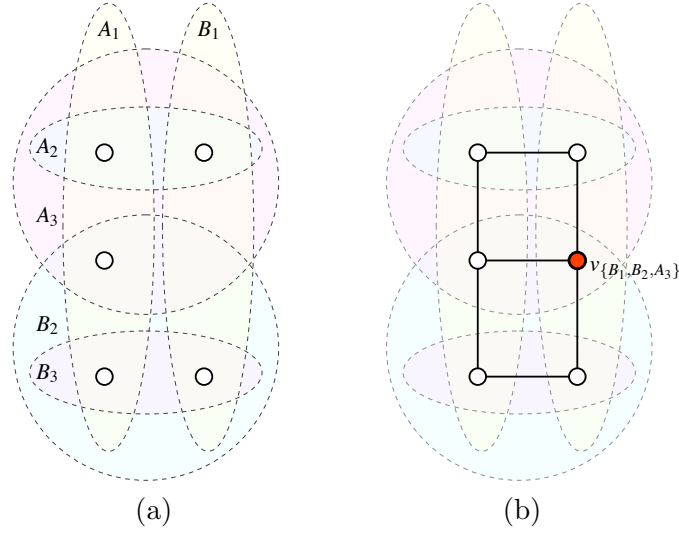 A₁ B₁
A₂
A₃
v{B₁,B₂,A₃}
B₂
B₃
(a) (b)